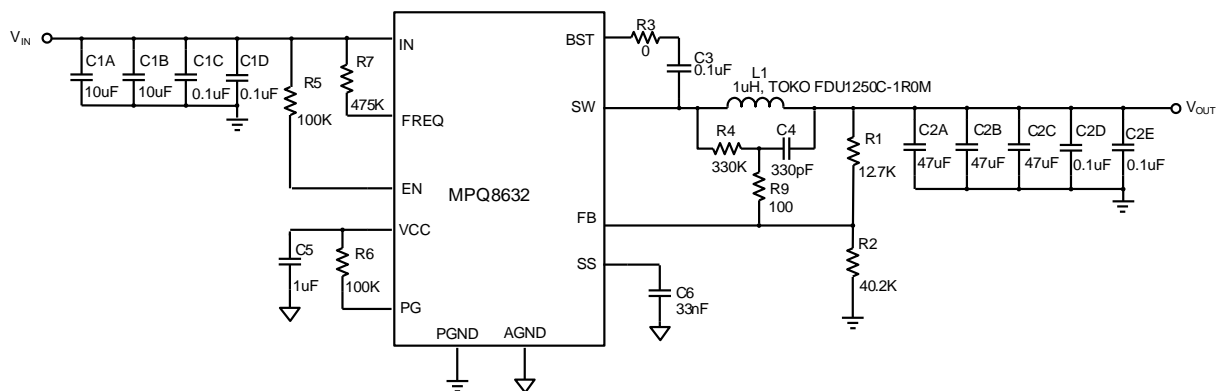 VIN
C1A
10uF
C1B
10uF
C1C
0.1uF
C1D
0.1uF
R5
100K
R7
475K
IN
FREQ
EN
VCC
PG
C5
1uF
R6
100K
MPQ8632
PGND
AGND
BST
SW
FB
SS
R3
0
C3
0.1uF
L1
1uH, TOKO FDU1250C-1R0M
R4
330K
C4
330pF
R9
100
R1
12.7K
R2
40.2K
C6
33nF
C2A
47uF
C2B
47uF
C2C
47uF
C2D
0.1uF
C2E
0.1uF
VOUT